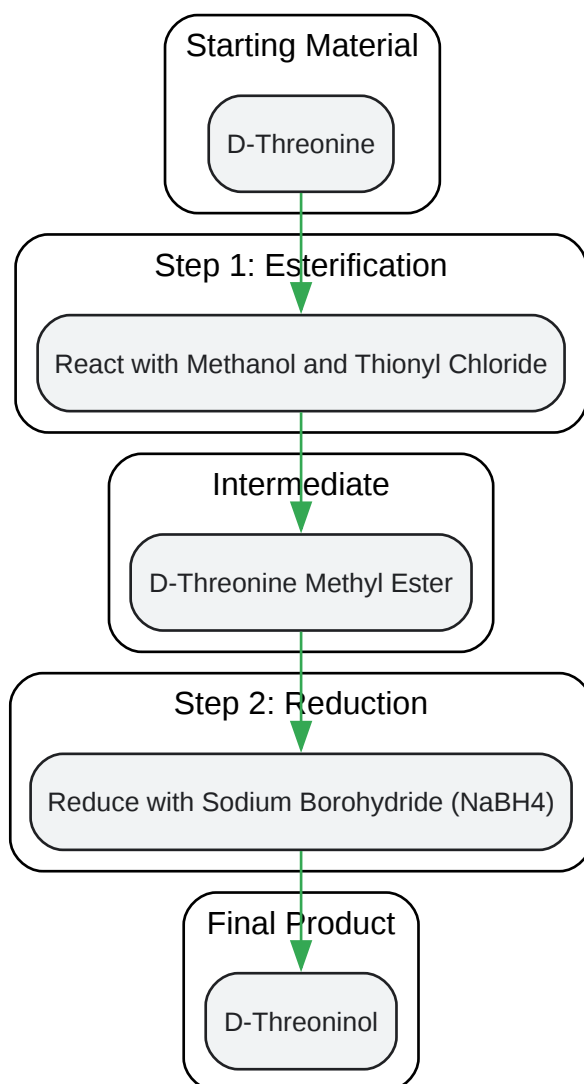 Starting Material
D-Threonine
Step 1: Esterification
React with Methanol and Thionyl Chloride
Intermediate
D-Threonine Methyl Ester
Step 2: Reduction
Reduce with Sodium Borohydride (NaBH4)
Final Product
D-Threoninol